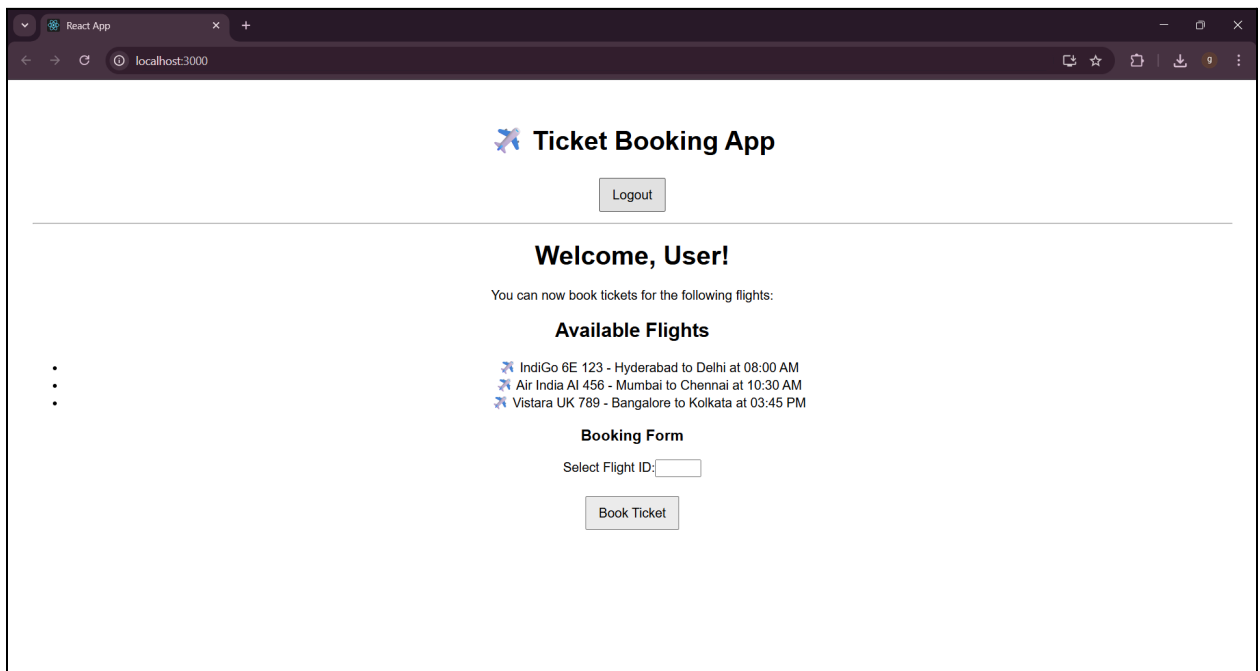 React App
localhost:3000
g
✈️ Ticket Booking App
Logout
Welcome, User!
You can now book tickets for the following flights:
Available Flights
• ✈️ IndiGo 6E 123 - Hyderabad to Delhi at 08:00 AM
• ✈️ Air India AI 456 - Mumbai to Chennai at 10:30 AM
• ✈️ Vistara UK 789 - Bangalore to Kolkata at 03:45 PM
Booking Form
Select Flight ID:
Book Ticket